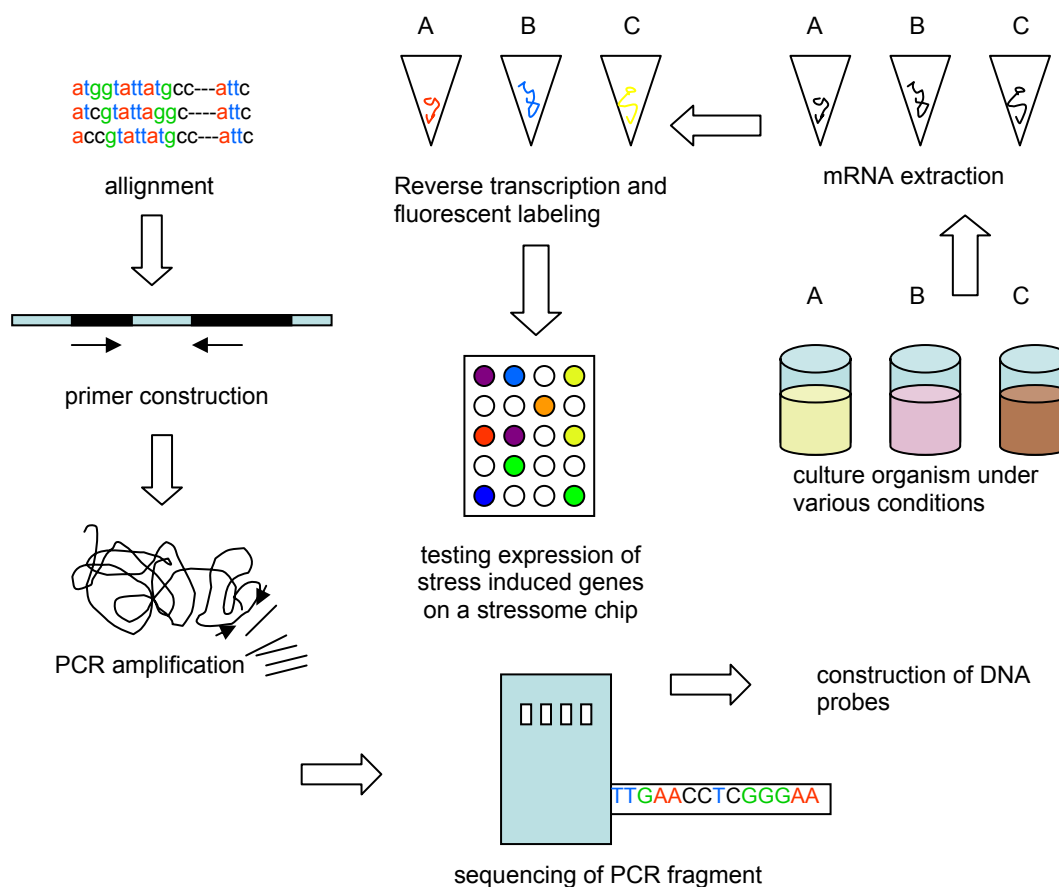 A B C
A B C
atggtattatgcc---attc
atcgtattaggc----attc
accgtattatgcc---attc
allignment
Reverse transcription and
fluorescent labeling
mRNA extraction
A B C
primer construction
culture organism under
various conditions
testing expression of
stress induced genes
on a stressome chip
PCR amplification
construction of DNA
probes
TTGAACCTCGGGAA
sequencing of PCR fragment